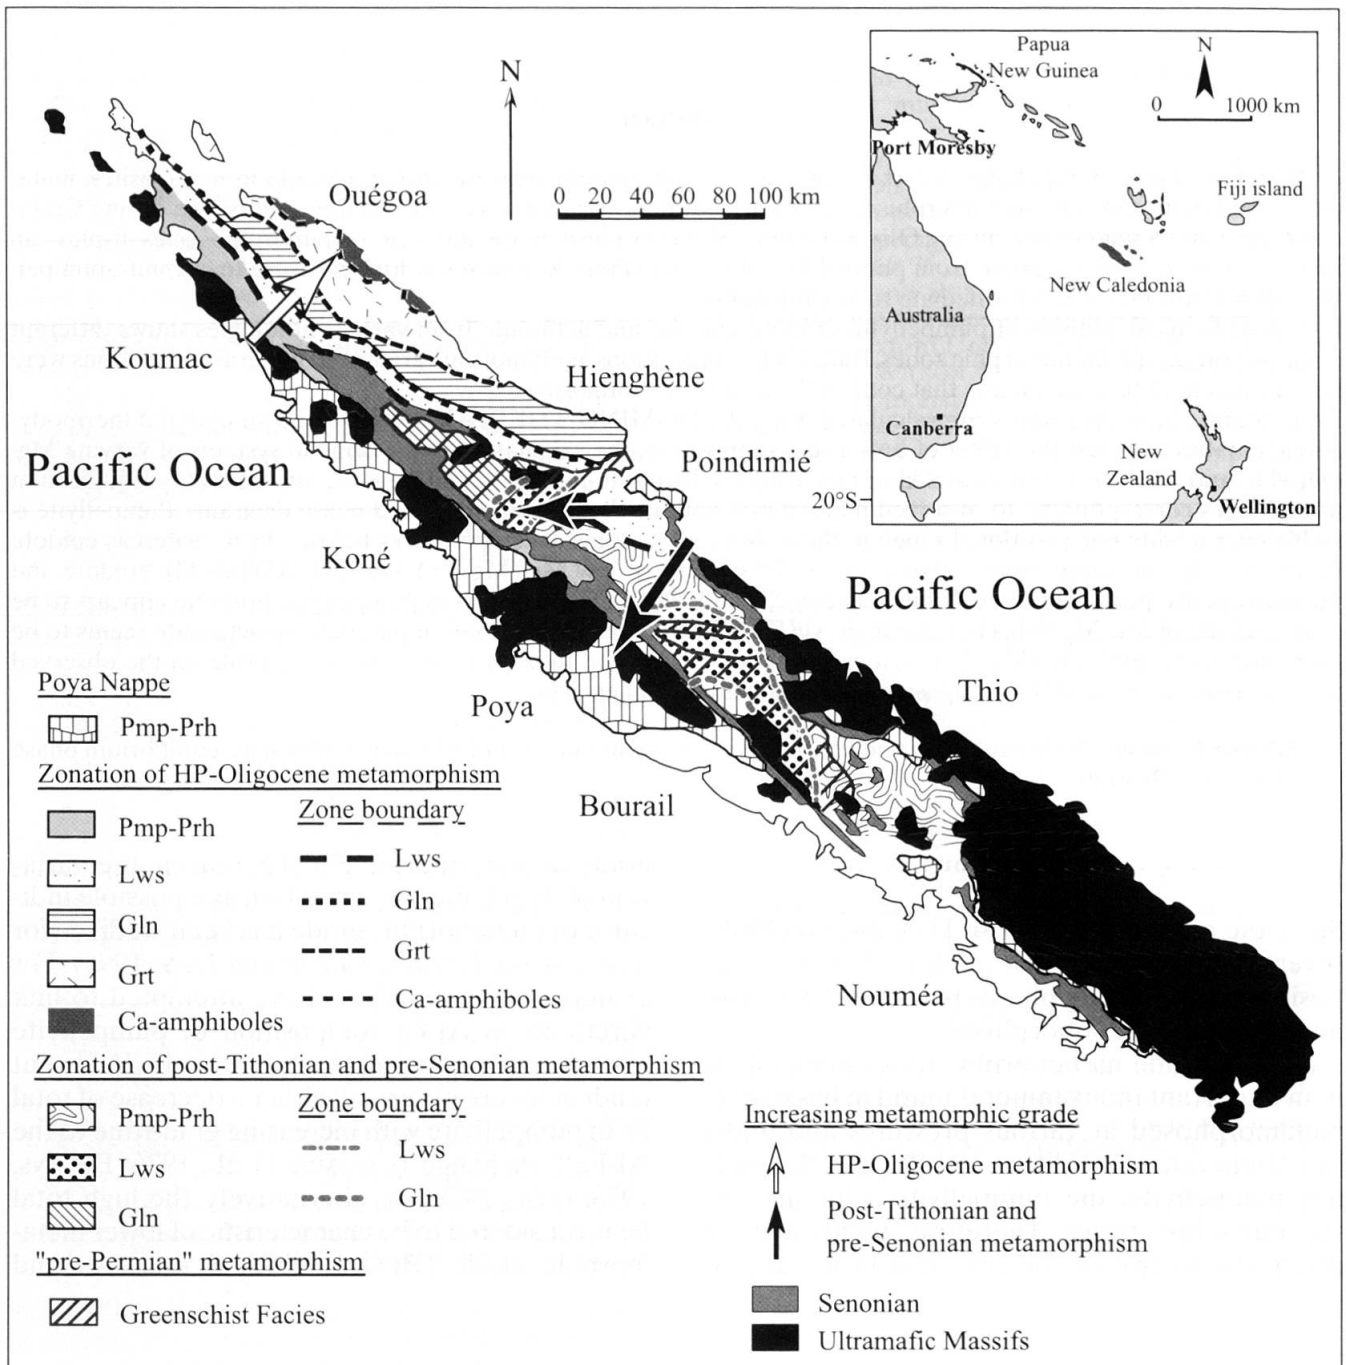 Papua
New Guinea
N
0 1000 km
Port Moresby
Fiji island
New Caledonia
Australia
Canberra
New
Zealand
20°S
Wellington
N
0 20 40 60 80 100 km
Ouégoa
Koumac
Hienghène
Pacific Ocean
Poindimié
Koné
Pacific Ocean
Poya
Thio
Bourail
Nouméa
Poya Nappe
Pmp-Prh
Zonation of HP-Oligocene metamorphism
Pmp-Prh
Lws
Gln
Grt
Ca-amphiboles
Zone boundary
Lws
Gln
Grt
Ca-amphiboles
Zonation of post-Tithonian and pre-Senonian metamorphism
Pmp-Prh
Lws
Gln
Zone boundary
Lws
Gln
"pre-Permian" metamorphism
Greenschist Facies
Increasing metamorphic grade
HP-Oligocene metamorphism
Post-Tithonian and
pre-Senonian metamorphism
Senonian
Ultramafic Massifs